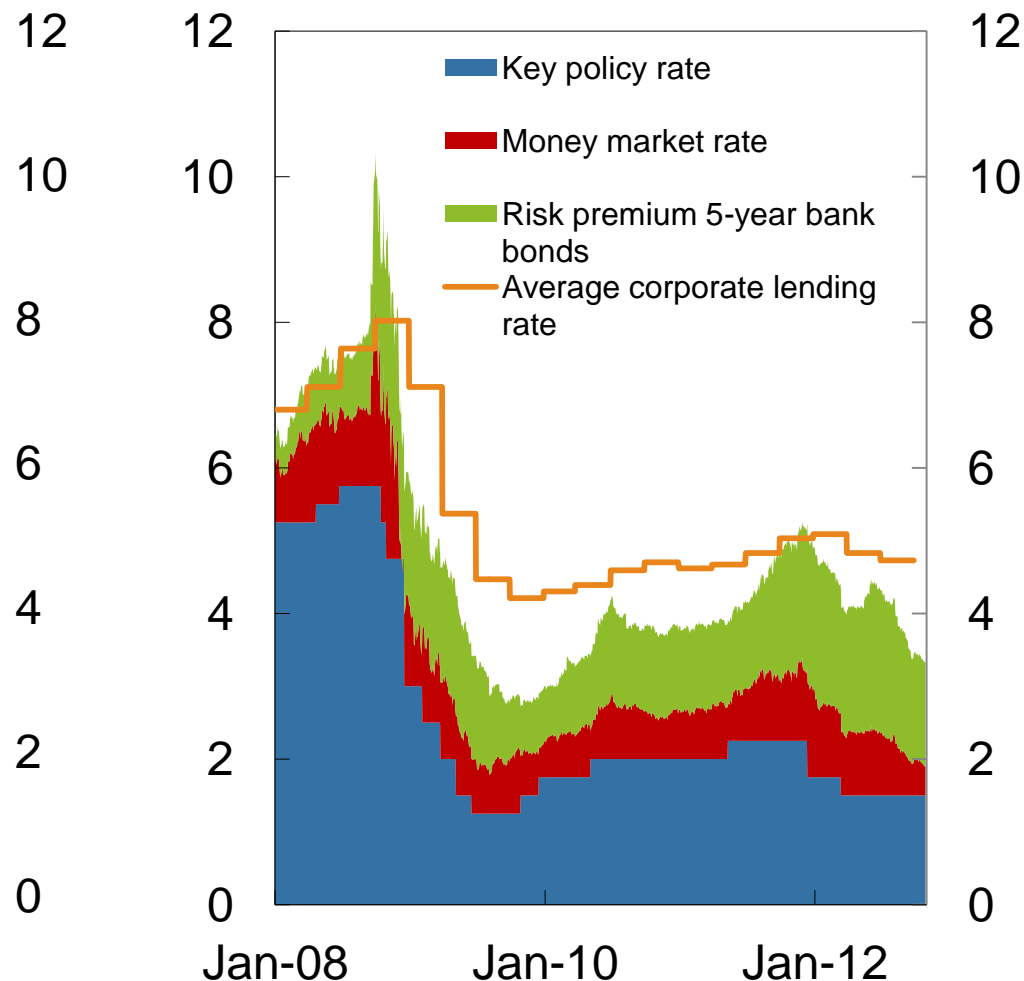 12 12 12
Key policy rate
Money market rate
10 10 10
Risk premium 5-year bank
bonds
Average corporate lending
rate
8 8 8
6 6 6
4 4 4
2 2 2
0 0 0
Jan-08 Jan-10 Jan-12